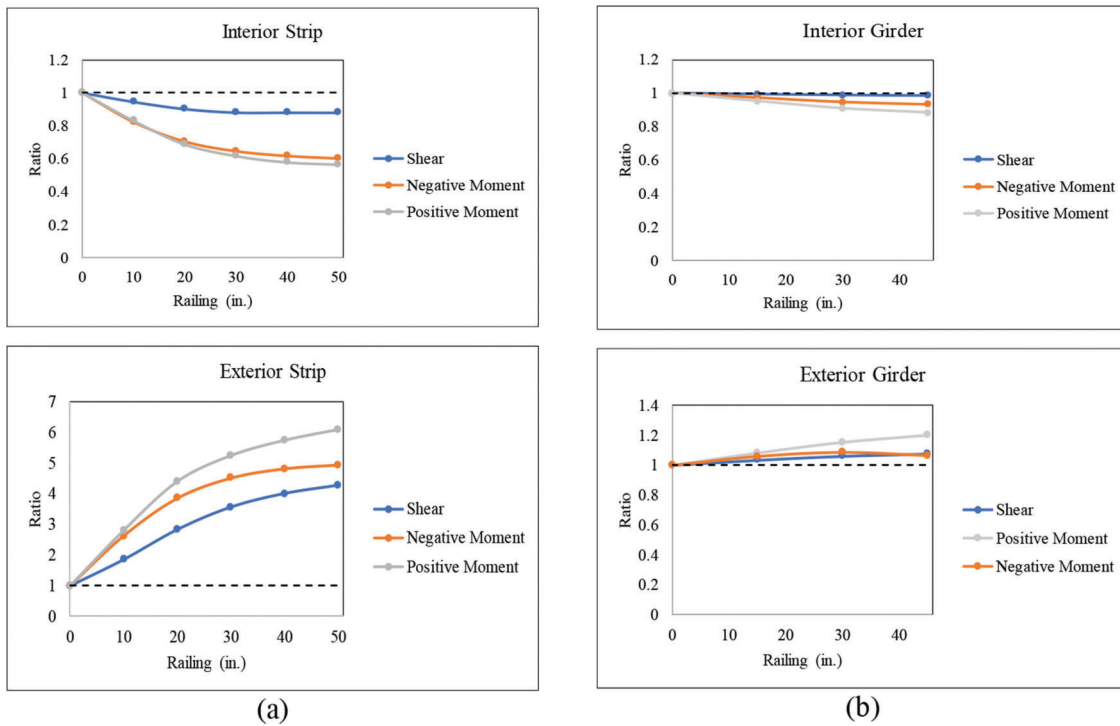 Interior Strip
1.2
1
0.8
0.6
0.4
0.2
0
Ratio
0 10 20 30 40 50
Railing (in.)
Shear
Negative Moment
Positive Moment
Exterior Strip
7
6
5
4
3
2
1
0
Ratio
0 10 20 30 40 50
Railing (in.)
Shear
Negative Moment
Positive Moment
(a)
Interior Girder
1.2
1
0.8
0.6
0.4
0.2
0
Ratio
0 10 20 30 40
Railing (in.)
Shear
Negative Moment
Positive Moment
Exterior Girder
1.4
1.2
1
0.8
0.6
0.4
0.2
0
Ratio
0 10 20 30 40
Railing (in.)
Shear
Positive Moment
Negative Moment
(b)